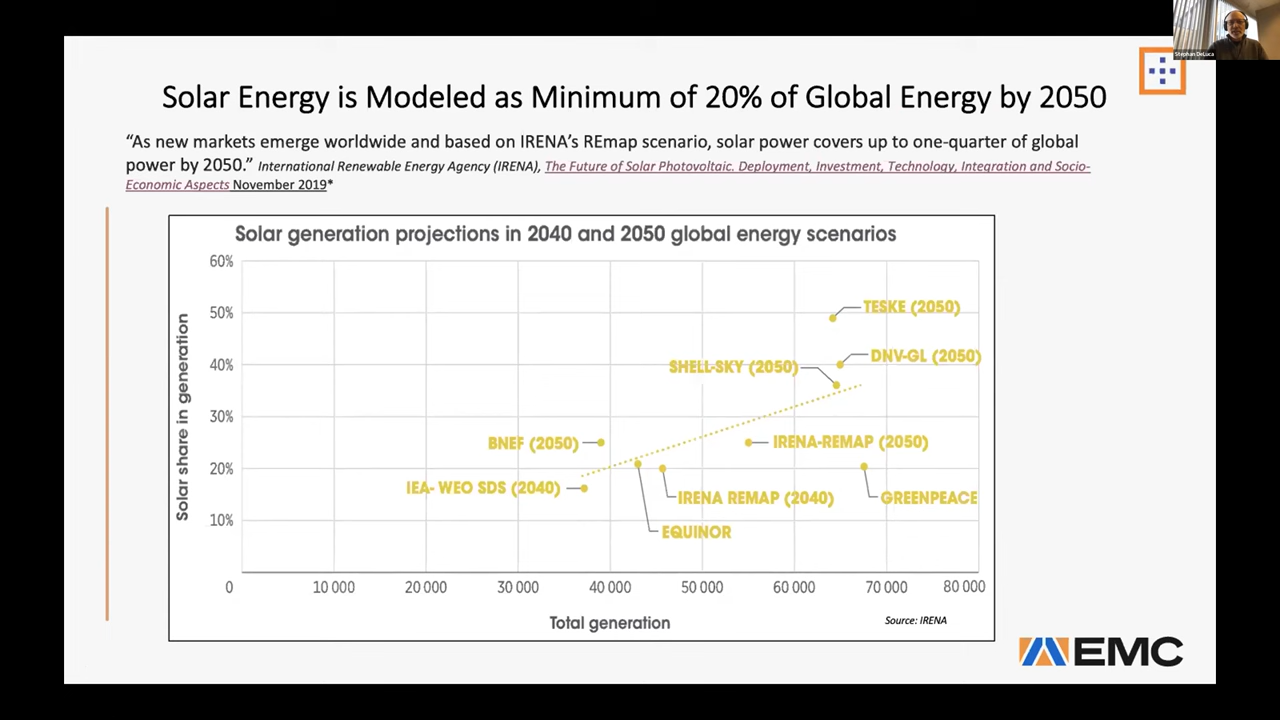 Stephan DeLuca
Solar Energy is Modeled as Minimum of 20% of Global Energy by 2050
“As new markets emerge worldwide and based on IRENA’s REmap scenario, solar power covers up to one-quarter of global
power by 2050.” International Renewable Energy Agency (IRENA), The Future of Solar Photovoltaic. Deployment, Investment, Technology, Integration and Socio-
Economic Aspects November 2019*
Solar generation projections in 2040 and 2050 global energy scenarios
Solar share in generation
60%
50%
40%
30%
20%
10%
TESKE (2050)
DNV-GL (2050)
SHELL-SKY (2050)
BNEF (2050)
IRENA-REMAP (2050)
IEA- WEO SDS (2040)
IRENA REMAP (2040)
GREENPEACE
EQUINOR
0 10 000 20 000 30 000 40 000 50 000 60 000 70 000 80 000
Total generation
Source: IRENA
EMC